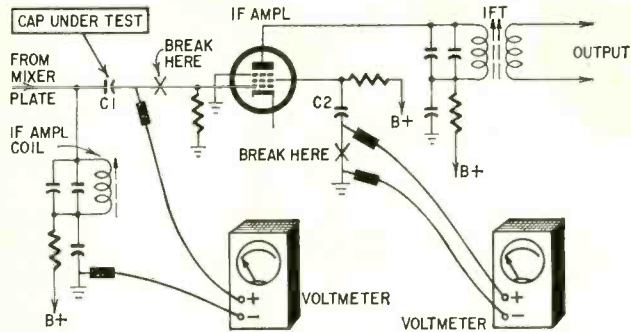 CAP UNDER TEST
BREAK
HERE
IF AMPL
IFT
FROM
MIXER
PLATE
C1
C2
OUTPUT
B+
IF AMPL
COIL
BREAK HERE
B+
B+
+
−
VOLTMETER
+
−
VOLTMETER